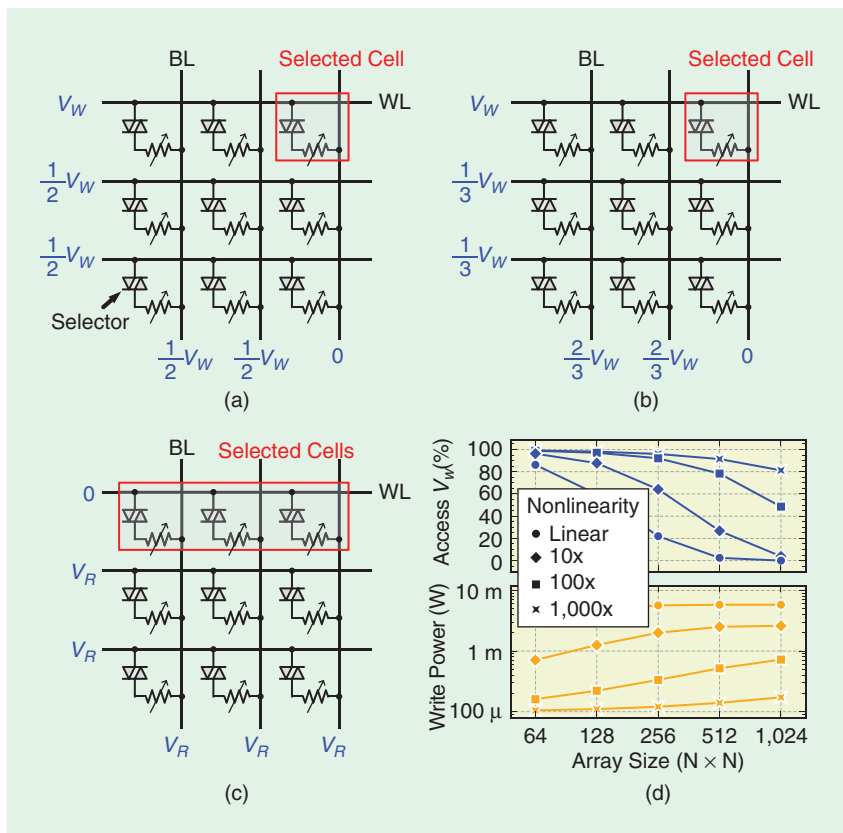 BL Selected Cell
V_W WL
1/2 V_W
1/2 V_W
Selector
1/2 V_W 1/2 V_W 0
(a)
BL Selected Cell
V_W WL
1/3 V_W
1/3 V_W
2/3 V_W 2/3 V_W 0
(b)
BL Selected Cells
0 WL
V_R
V_R
V_R V_R V_R
(c)
Access V_w(%)
100
80
60
40
20
0
Nonlinearity
Linear
10x
100x
1,000x
Write Power (W)
10 m
1 m
100 μ
64 128 256 512 1,024
Array Size (N × N)
(d)